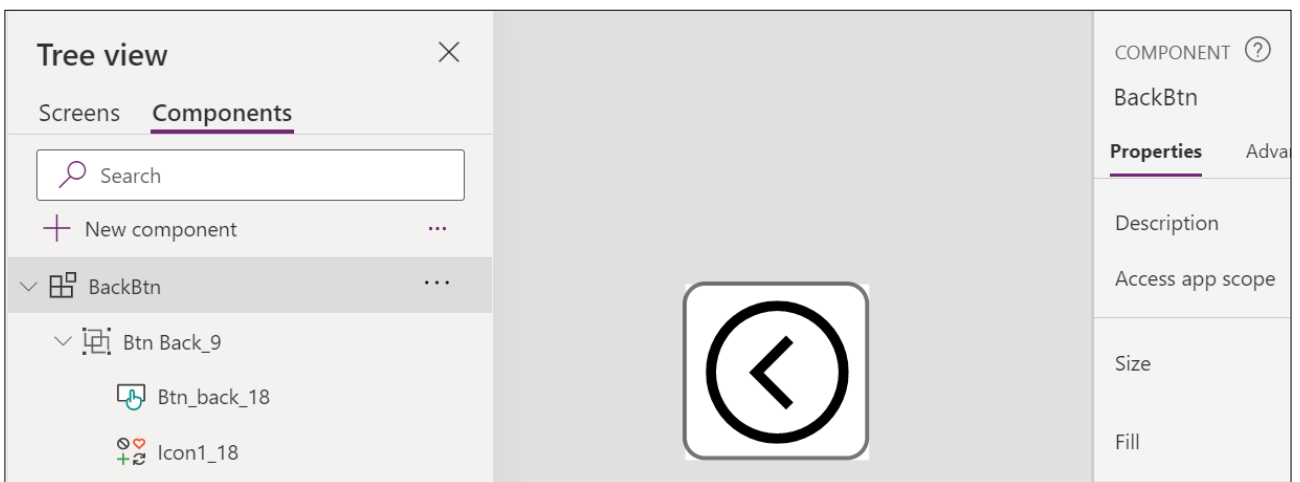 Tree view
Screens Components
Search
New component ...
BackBtn ...
Btn Back_9
Btn_back_18
Icon1_18
COMPONENT ?
BackBtn
Properties Adva
Description
Access app scope
Size
Fill